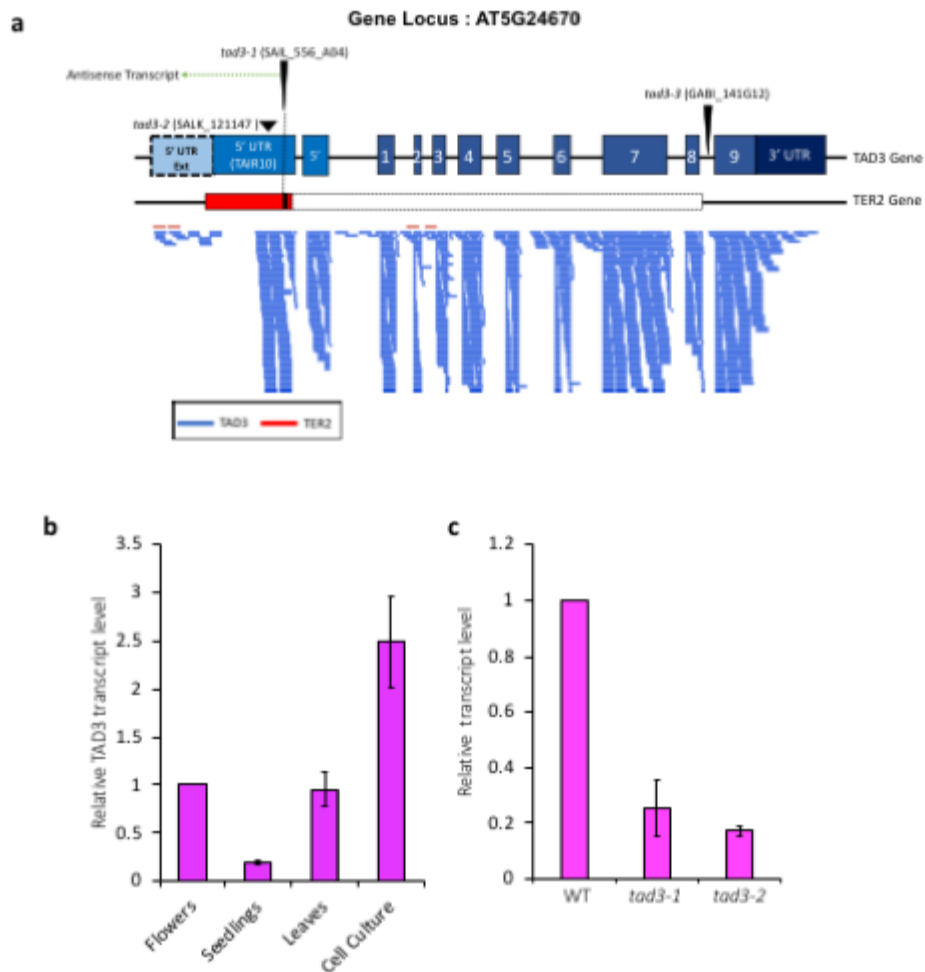 Gene Locus : AT5G24670
a
tad3-1 (SAIL_556_A04)
Antisense Transcript
tad3-3 (GABI_141G12)
tad3-2 (SALK_121147 )
5' UTR
Ext
5' UTR
(TAIR10)
5'
1
2
3
4
5
6
7
8
9
3' UTR
TAD3 Gene
TER2 Gene
TAD3
TER2
b
Relative TAD3 transcript level
3.5
3
2.5
2
1.5
1
0.5
0
Flowers
Seedlings
Leaves
Cell Culture
c
Relative transcript level
1.2
1
0.8
0.6
0.4
0.2
0
WT
tad3-1
tad3-2